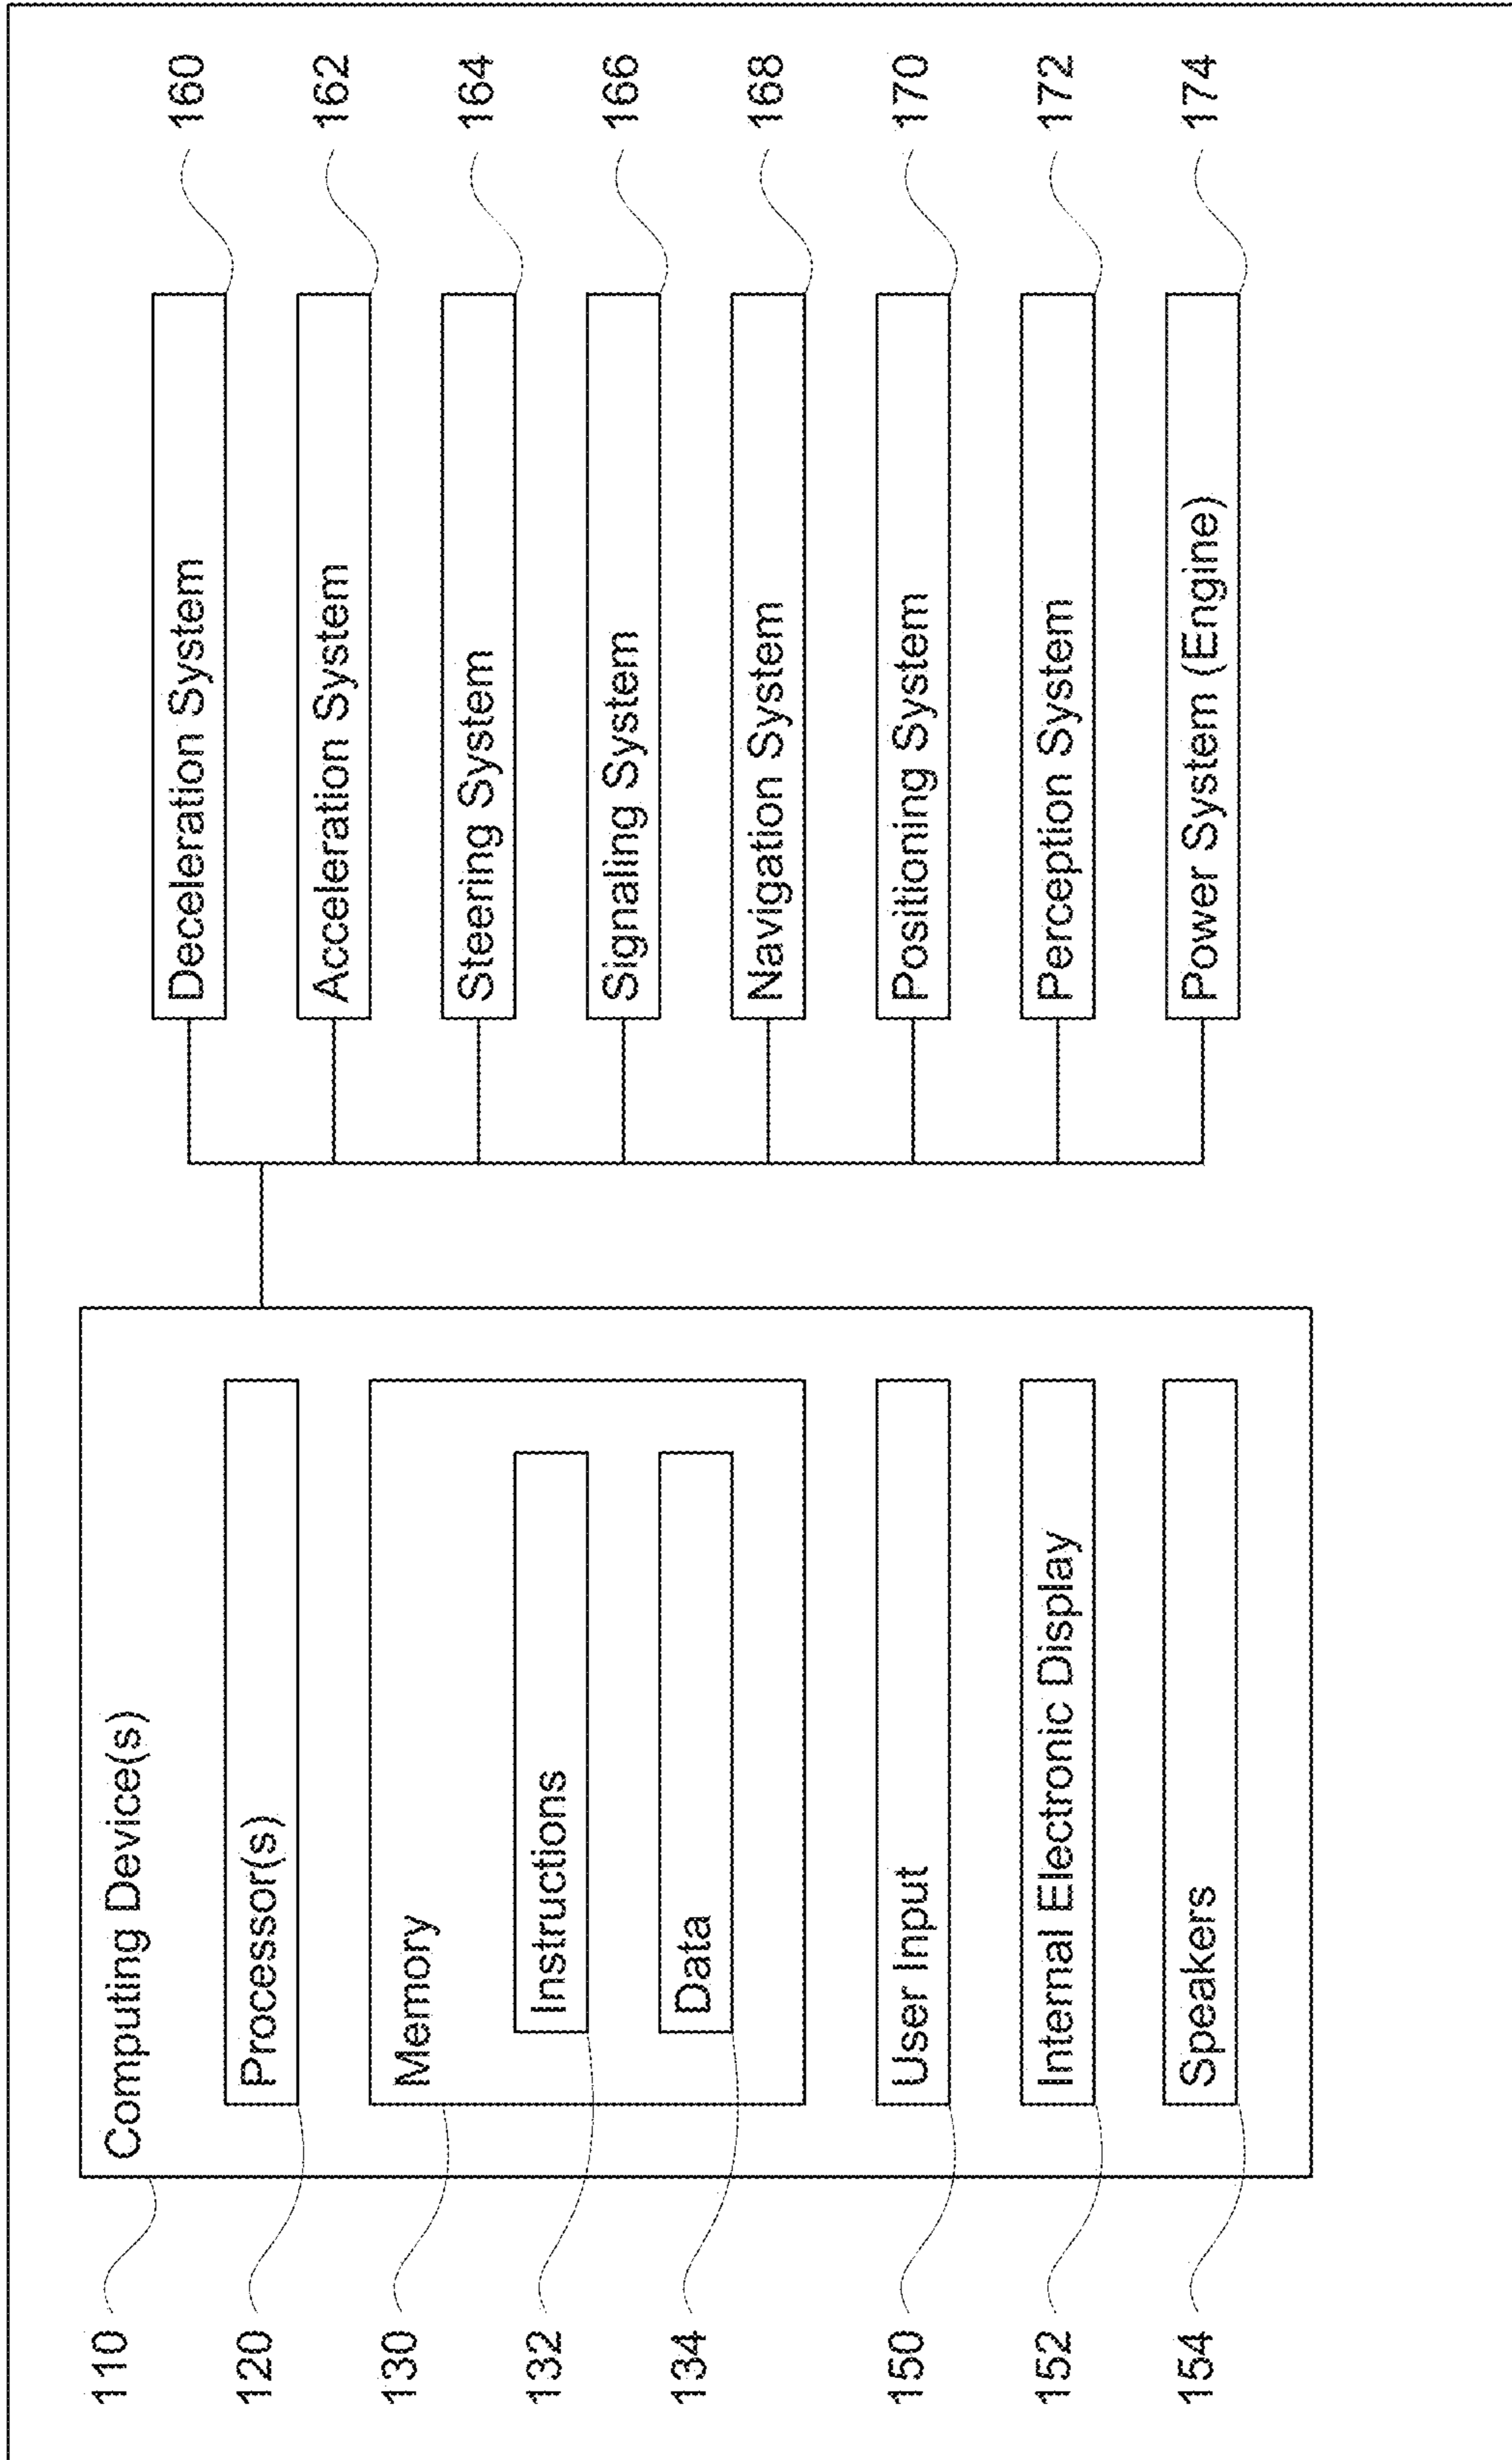 110
Computing Device(s)
120
Processor(s)
130
Memory
132
Instructions
134
Data
150
User Input
152
Internal Electronic Display
154
Speakers
Deceleration System
160
Acceleration System
162
Steering System
164
Signaling System
166
Navigation System
168
Positioning System
170
Perception System
172
Power System (Engine)
174